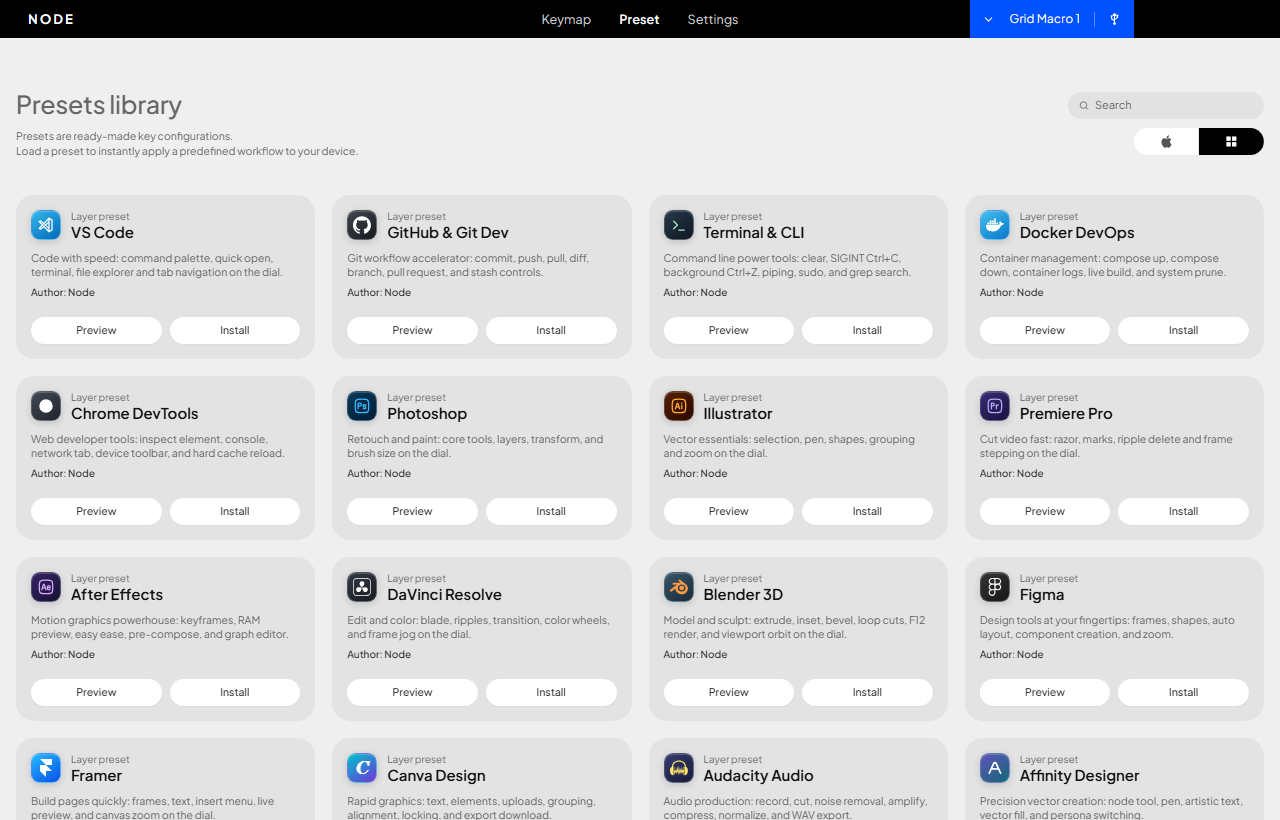 NODE
Keymap
Preset
Settings
Grid Macro 1
Presets library
Search
Presets are ready-made key configurations.
Load a preset to instantly apply a predefined workflow to your device.
Layer preset
VS Code
Code with speed: command palette, quick open,
terminal, file explorer and tab navigation on the dial.
Author: Node
Preview
Install
Layer preset
GitHub & Git Dev
Git workflow accelerator: commit, push, pull, diff,
branch, pull request, and stash controls.
Author: Node
Preview
Install
Layer preset
Terminal & CLI
Command line power tools: clear, SIGINT Ctrl+C,
background Ctrl+Z, piping, sudo, and grep search.
Author: Node
Preview
Install
Layer preset
Docker DevOps
Container management: compose up, compose
down, container logs, live build, and system prune.
Author: Node
Preview
Install
Layer preset
Chrome DevTools
Web developer tools: inspect element, console,
network tab, device toolbar, and hard cache reload.
Author: Node
Preview
Install
Ps
Layer preset
Photoshop
Retouch and paint: core tools, layers, transform, and
brush size on the dial.
Author: Node
Preview
Install
Ai
Layer preset
Illustrator
Vector essentials: selection, pen, shapes, grouping
and zoom on the dial.
Author: Node
Preview
Install
Pr
Layer preset
Premiere Pro
Cut video fast: razor, marks, ripple delete and frame
stepping on the dial.
Author: Node
Preview
Install
Ae
Layer preset
After Effects
Motion graphics powerhouse: keyframes, RAM
preview, easy ease, pre-compose, and graph editor.
Author: Node
Preview
Install
Layer preset
DaVinci Resolve
Edit and color: blade, ripples, transition, color wheels,
and frame jog on the dial.
Author: Node
Preview
Install
Layer preset
Blender 3D
Model and sculpt: extrude, inset, bevel, loop cuts, F12
render, and viewport orbit on the dial.
Author: Node
Preview
Install
Layer preset
Figma
Design tools at your fingertips: frames, shapes, auto
layout, component creation, and zoom.
Author: Node
Preview
Install
Layer preset
Framer
Build pages quickly: frames, text, insert menu, live
preview, and canvas zoom on the dial.
C
Layer preset
Canva Design
Rapid graphics: text, elements, uploads, grouping,
alignment, locking, and export download.
Layer preset
Audacity Audio
Audio production: record, cut, noise removal, amplify,
compress, normalize, and WAV export.
Layer preset
Affinity Designer
Precision vector creation: node tool, pen, artistic text,
vector fill, and persona switching.